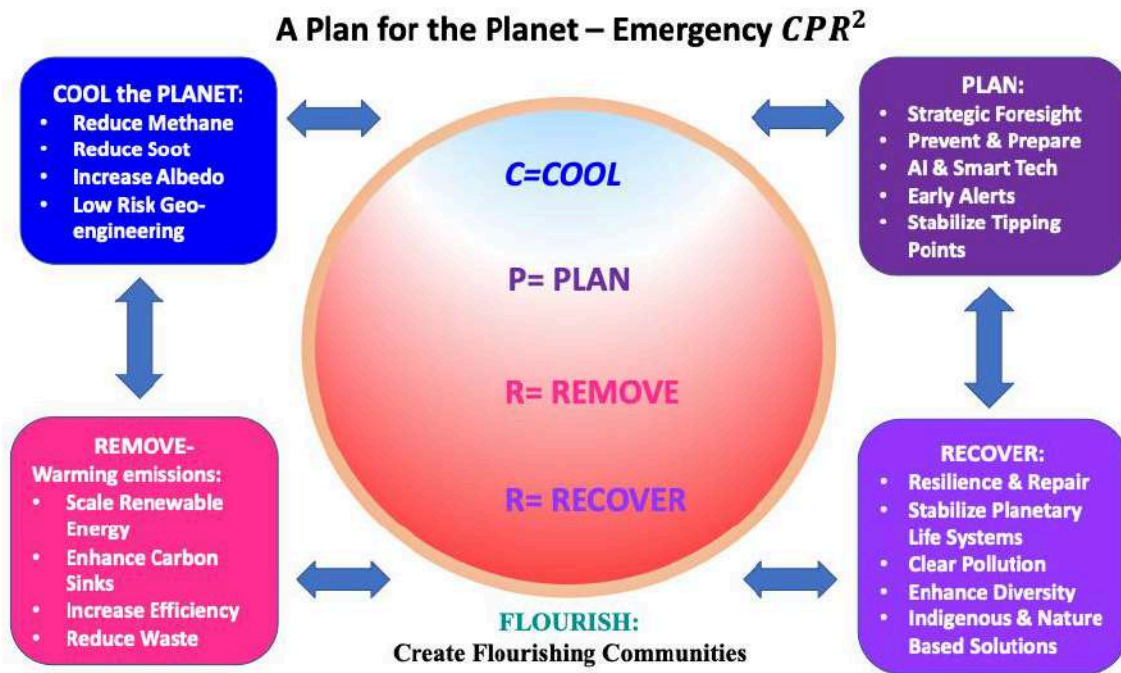 A Plan for the Planet – Emergency CPR²
COOL the PLANET:
• Reduce Methane
• Reduce Soot
• Increase Albedo
• Low Risk Geo-
engineering
PLAN:
• Strategic Foresight
• Prevent & Prepare
• AI & Smart Tech
• Early Alerts
• Stabilize Tipping
Points
C=COOL
P= PLAN
R= REMOVE
R= RECOVER
REMOVE-
Warming emissions:
• Scale Renewable
Energy
• Enhance Carbon
Sinks
• Increase Efficiency
• Reduce Waste
RECOVER:
• Resilience & Repair
• Stabilize Planetary
Life Systems
• Clear Pollution
• Enhance Diversity
• Indigenous & Nature
Based Solutions
FLOURISH:
Create Flourishing Communities